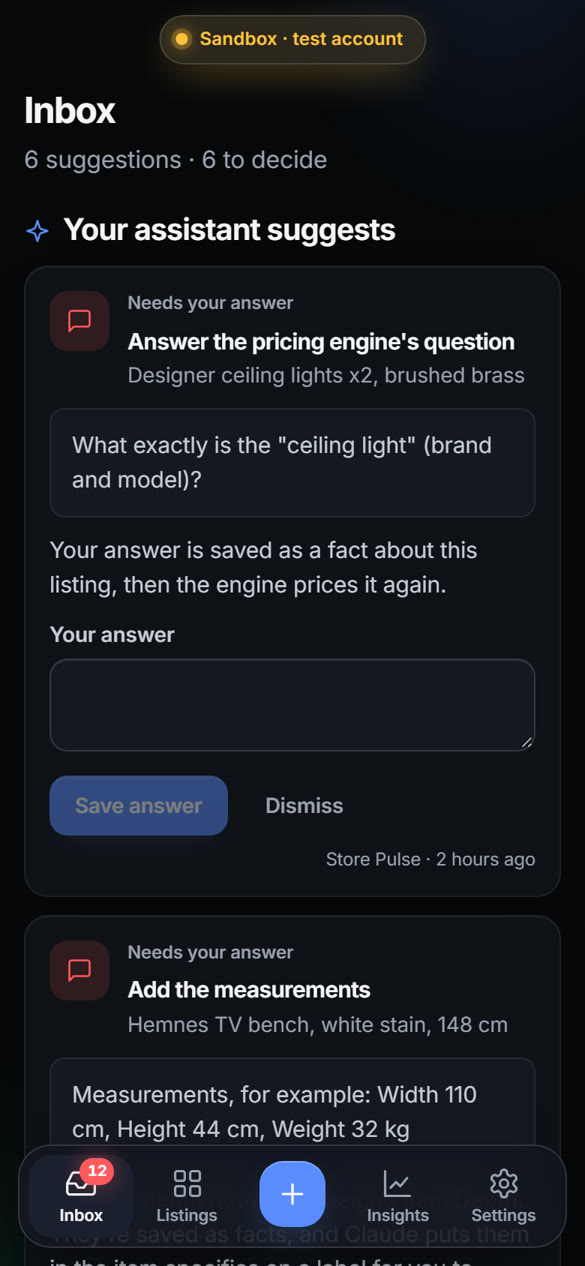 Sandbox · test account
Inbox
6 suggestions · 6 to decide
Your assistant suggests
Needs your answer
Answer the pricing engine's question
Designer ceiling lights x2, brushed brass
What exactly is the "ceiling light" (brand
and model)?
Your answer is saved as a fact about this
listing, then the engine prices it again.
Your answer
Save answer
Dismiss
Store Pulse · 2 hours ago
Needs your answer
Add the measurements
Hemnes TV bench, white stain, 148 cm
Measurements, for example: Width 110
cm, Height 44 cm, Weight 32 kg
12
Inbox
Listings
Insights
Settings
They're saved as facts, and Claude puts them
in the item specifics on a label for you to